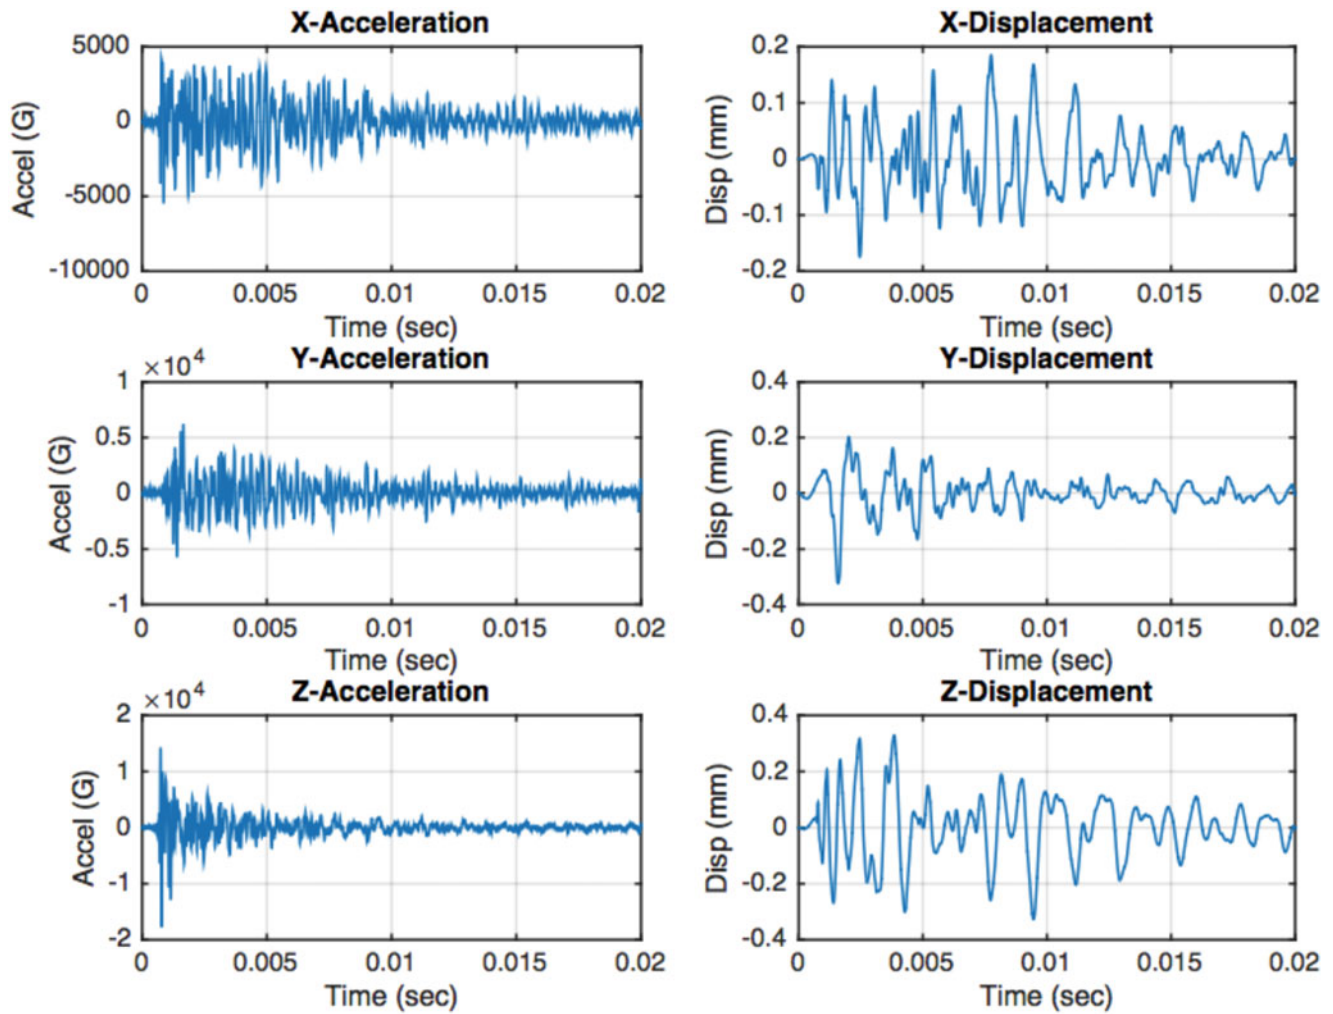 X-Acceleration
5000
0
-5000
-10000
Accel (G)
0 0.005 0.01 0.015 0.02
Time (sec)
X-Displacement
0.2
0.1
0
-0.1
-0.2
Disp (mm)
0 0.005 0.01 0.015 0.02
Time (sec)
Y-Acceleration
×10⁴
1
0.5
0
-0.5
-1
Accel (G)
0 0.005 0.01 0.015 0.02
Time (sec)
Y-Displacement
0.4
0.2
0
-0.2
-0.4
Disp (mm)
0 0.005 0.01 0.015 0.02
Time (sec)
Z-Acceleration
×10⁴
2
1
0
-1
-2
Accel (G)
0 0.005 0.01 0.015 0.02
Time (sec)
Z-Displacement
0.4
0.2
0
-0.2
-0.4
Disp (mm)
0 0.005 0.01 0.015 0.02
Time (sec)